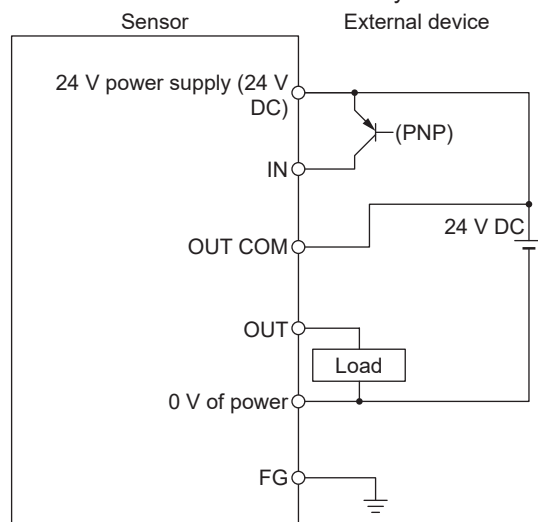 Sensor
External device
24 V power supply (24 V
DC)
(PNP)
IN
24 V DC
OUT COM
OUT
Load
0 V of power
FG